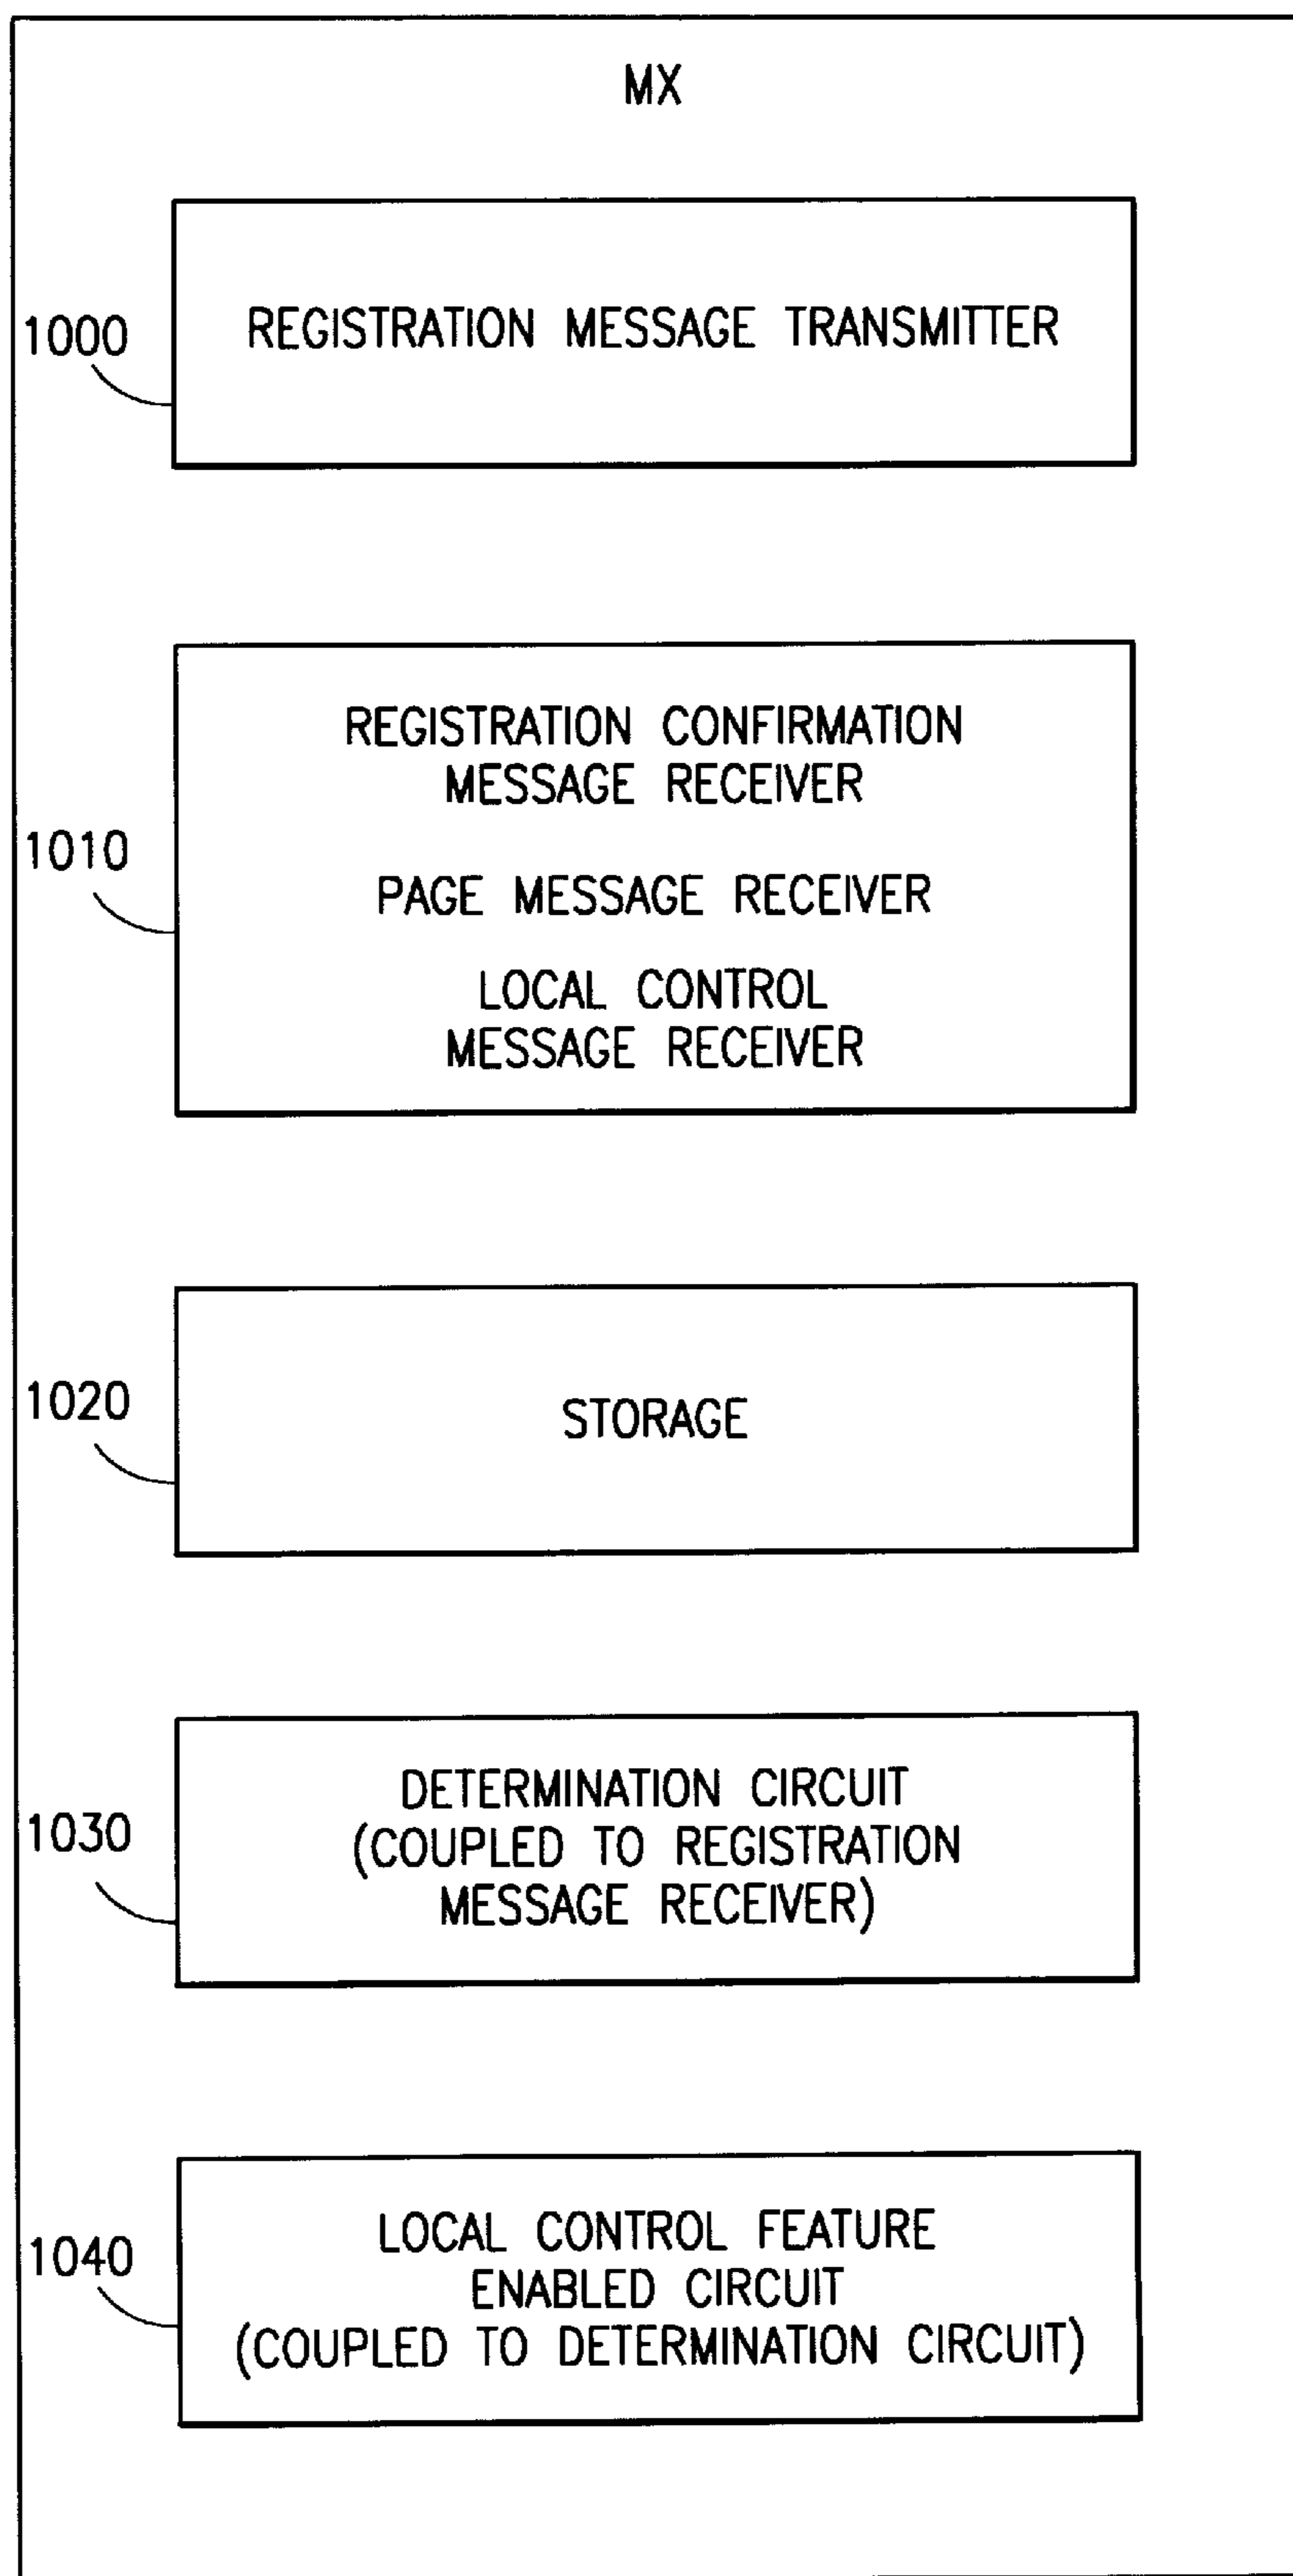 MX
1000
REGISTRATION MESSAGE TRANSMITTER
1010
REGISTRATION CONFIRMATION
MESSAGE RECEIVER
PAGE MESSAGE RECEIVER
LOCAL CONTROL
MESSAGE RECEIVER
1020
STORAGE
1030
DETERMINATION CIRCUIT
(COUPLED TO REGISTRATION
MESSAGE RECEIVER)
1040
LOCAL CONTROL FEATURE
ENABLED CIRCUIT
(COUPLED TO DETERMINATION CIRCUIT)